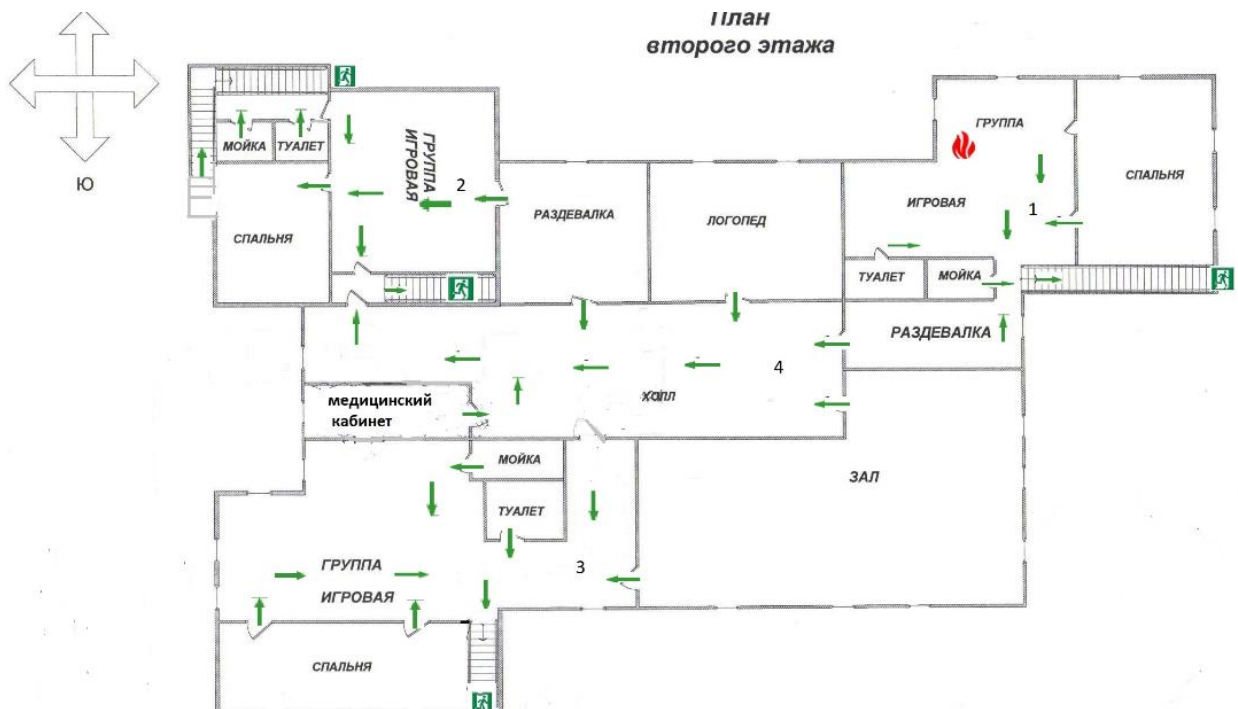 План
второго этажа
Ю
МОЙКА
ТУАЛЕТ
ГРУППА
ИГРОВАЯ
2
СПАЛЬНЯ
РАЗДЕВАЛКА
ЛОГОПЕД
ГРУППА
ИГРОВАЯ
1
СПАЛЬНЯ
ТУАЛЕТ
МОЙКА
РАЗДЕВАЛКА
4
ХОЛЛ
медицинский
кабинет
МОЙКА
ТУАЛЕТ
ЗАЛ
3
ГРУППА
ИГРОВАЯ
СПАЛЬНЯ